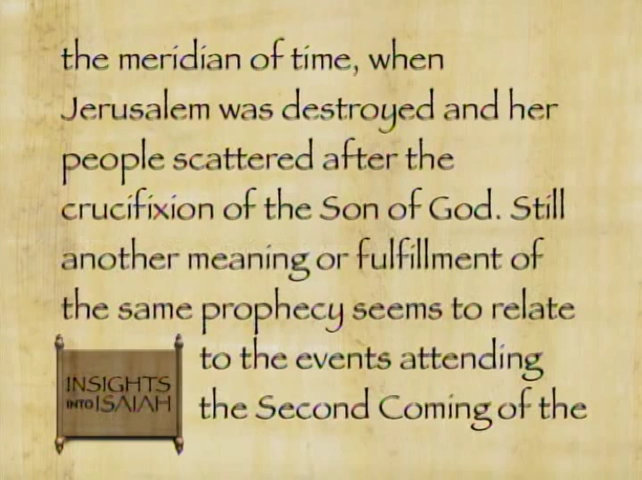 the meridian of time, when
Jerusalem was destroyed and her
people scattered after the
crucifixion of the Son of God. Still
another meaning or fulfillment of
the same prophecy seems to relate
to the events attending
the Second Coming of the
INSIGHTS
INTO ISAIAH